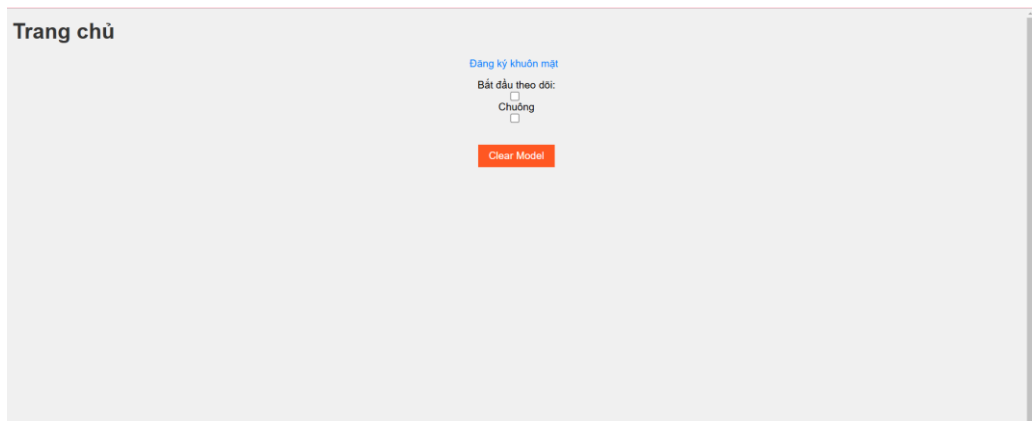 Trang chủ
Đăng ký khuôn mặt
Bắt đầu theo dõi:
Chuông
Clear Model